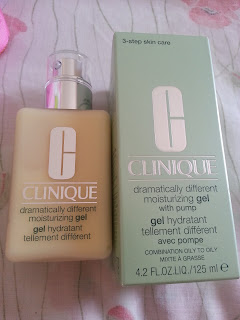 CLINIQUE
dramatically different
moisturizing gel
gel hydratant
tellement différent
3-step skin care
CLINIQUE
dramatically different
moisturizing gel
with pump
gel hydratant
tellement différent
avec pompe
COMBINATION OILY TO OILY
MIXTE À GRASSE
4.2 FL.OZ.LIQ./125 ml ℮